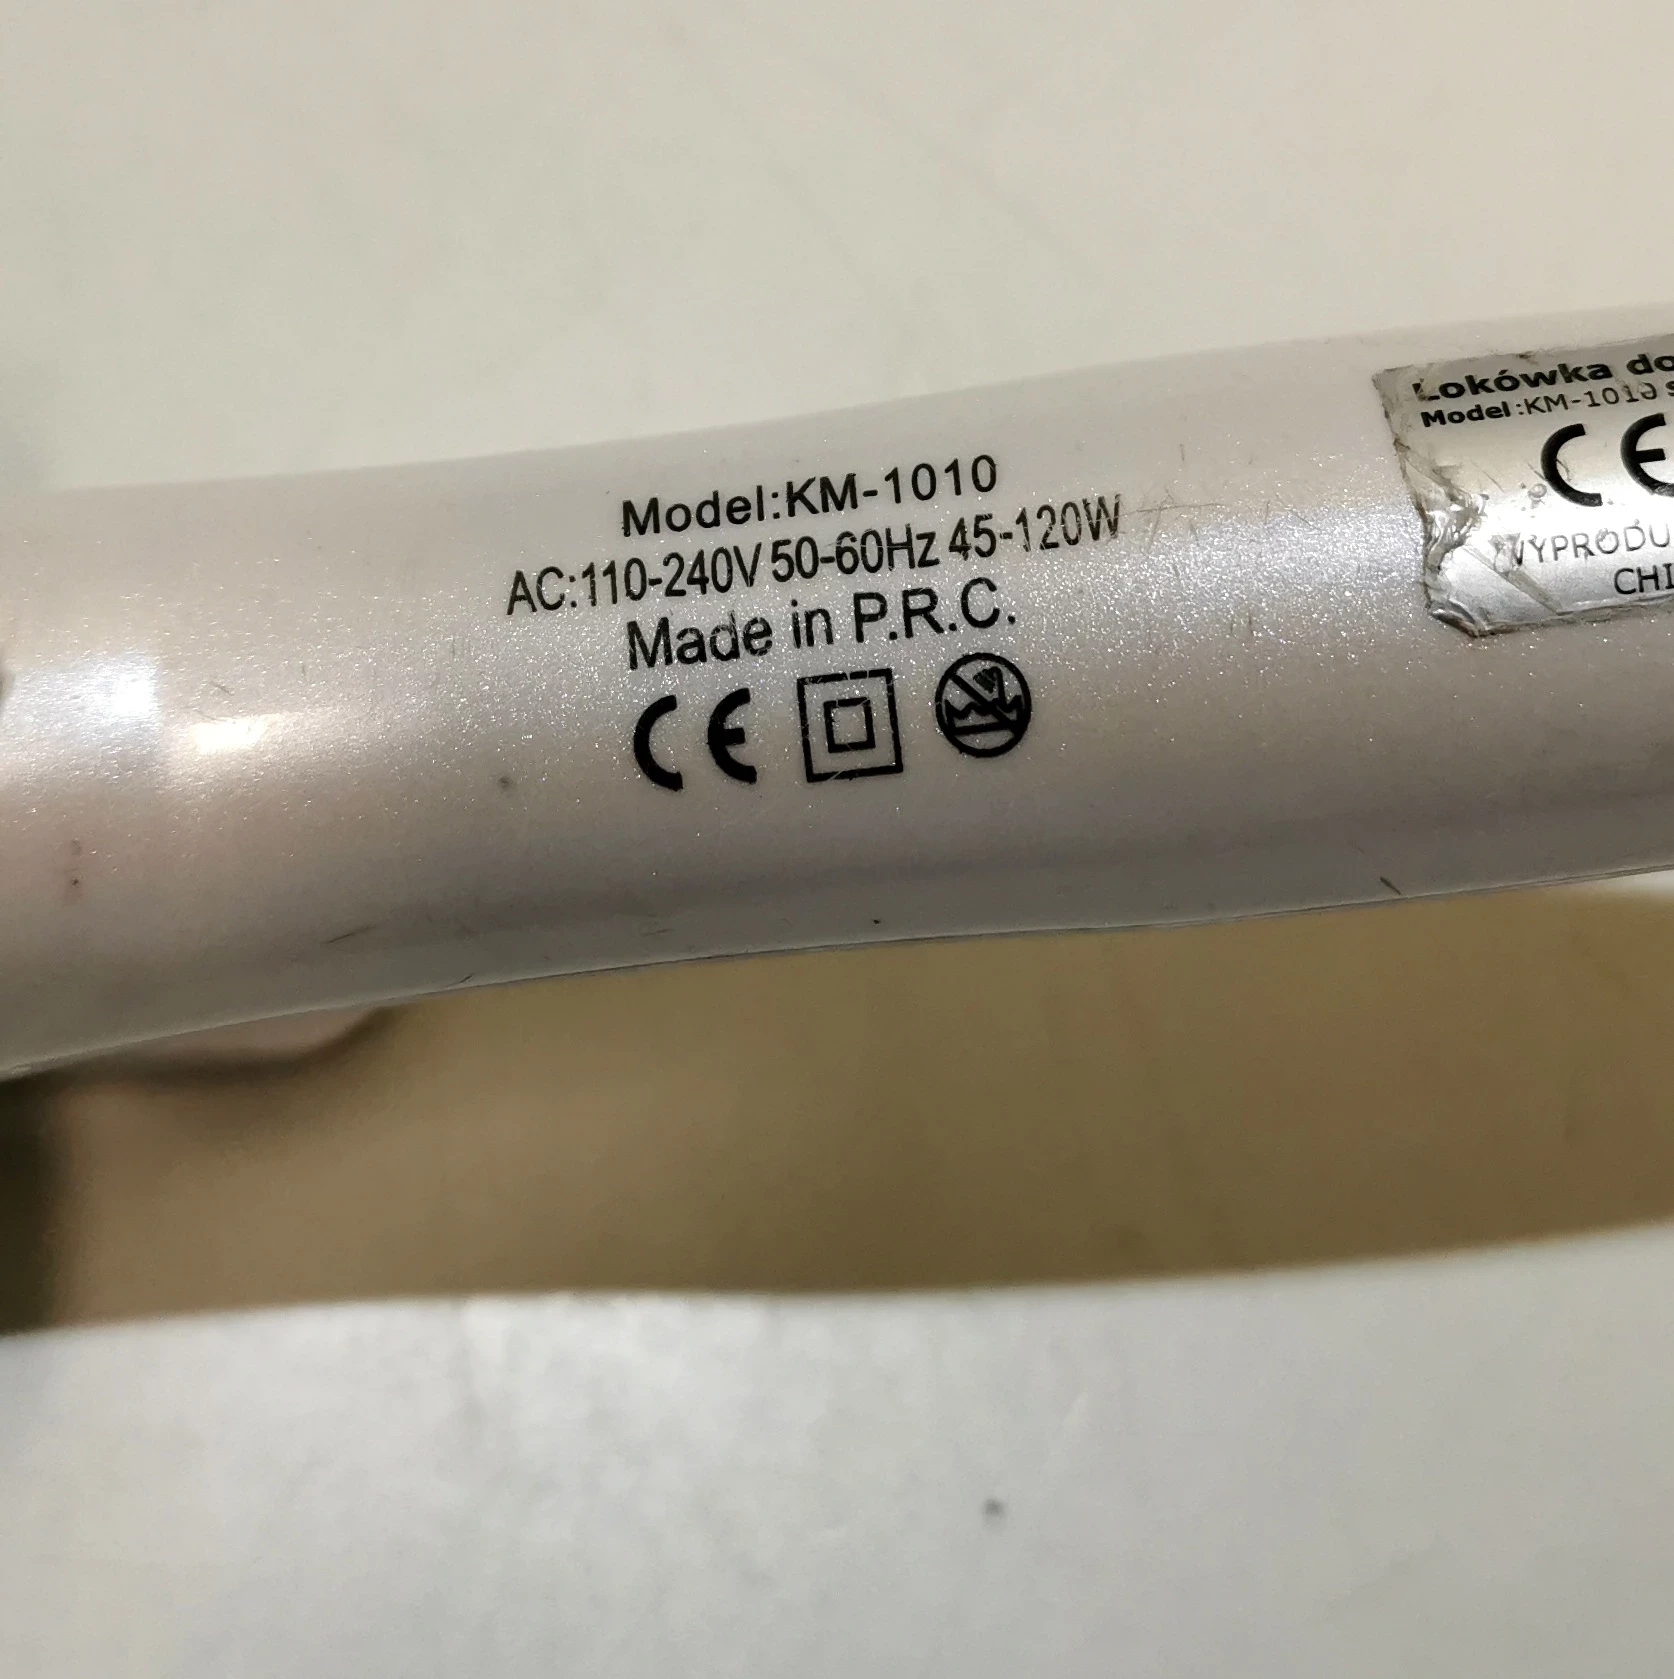 Model:KM-1010
AC:110-240V 50-60Hz 45-120W
Made in P.R.C.
CE
Lokówka do
Model:KM-1010 s
CE
WYPRODU
CHI